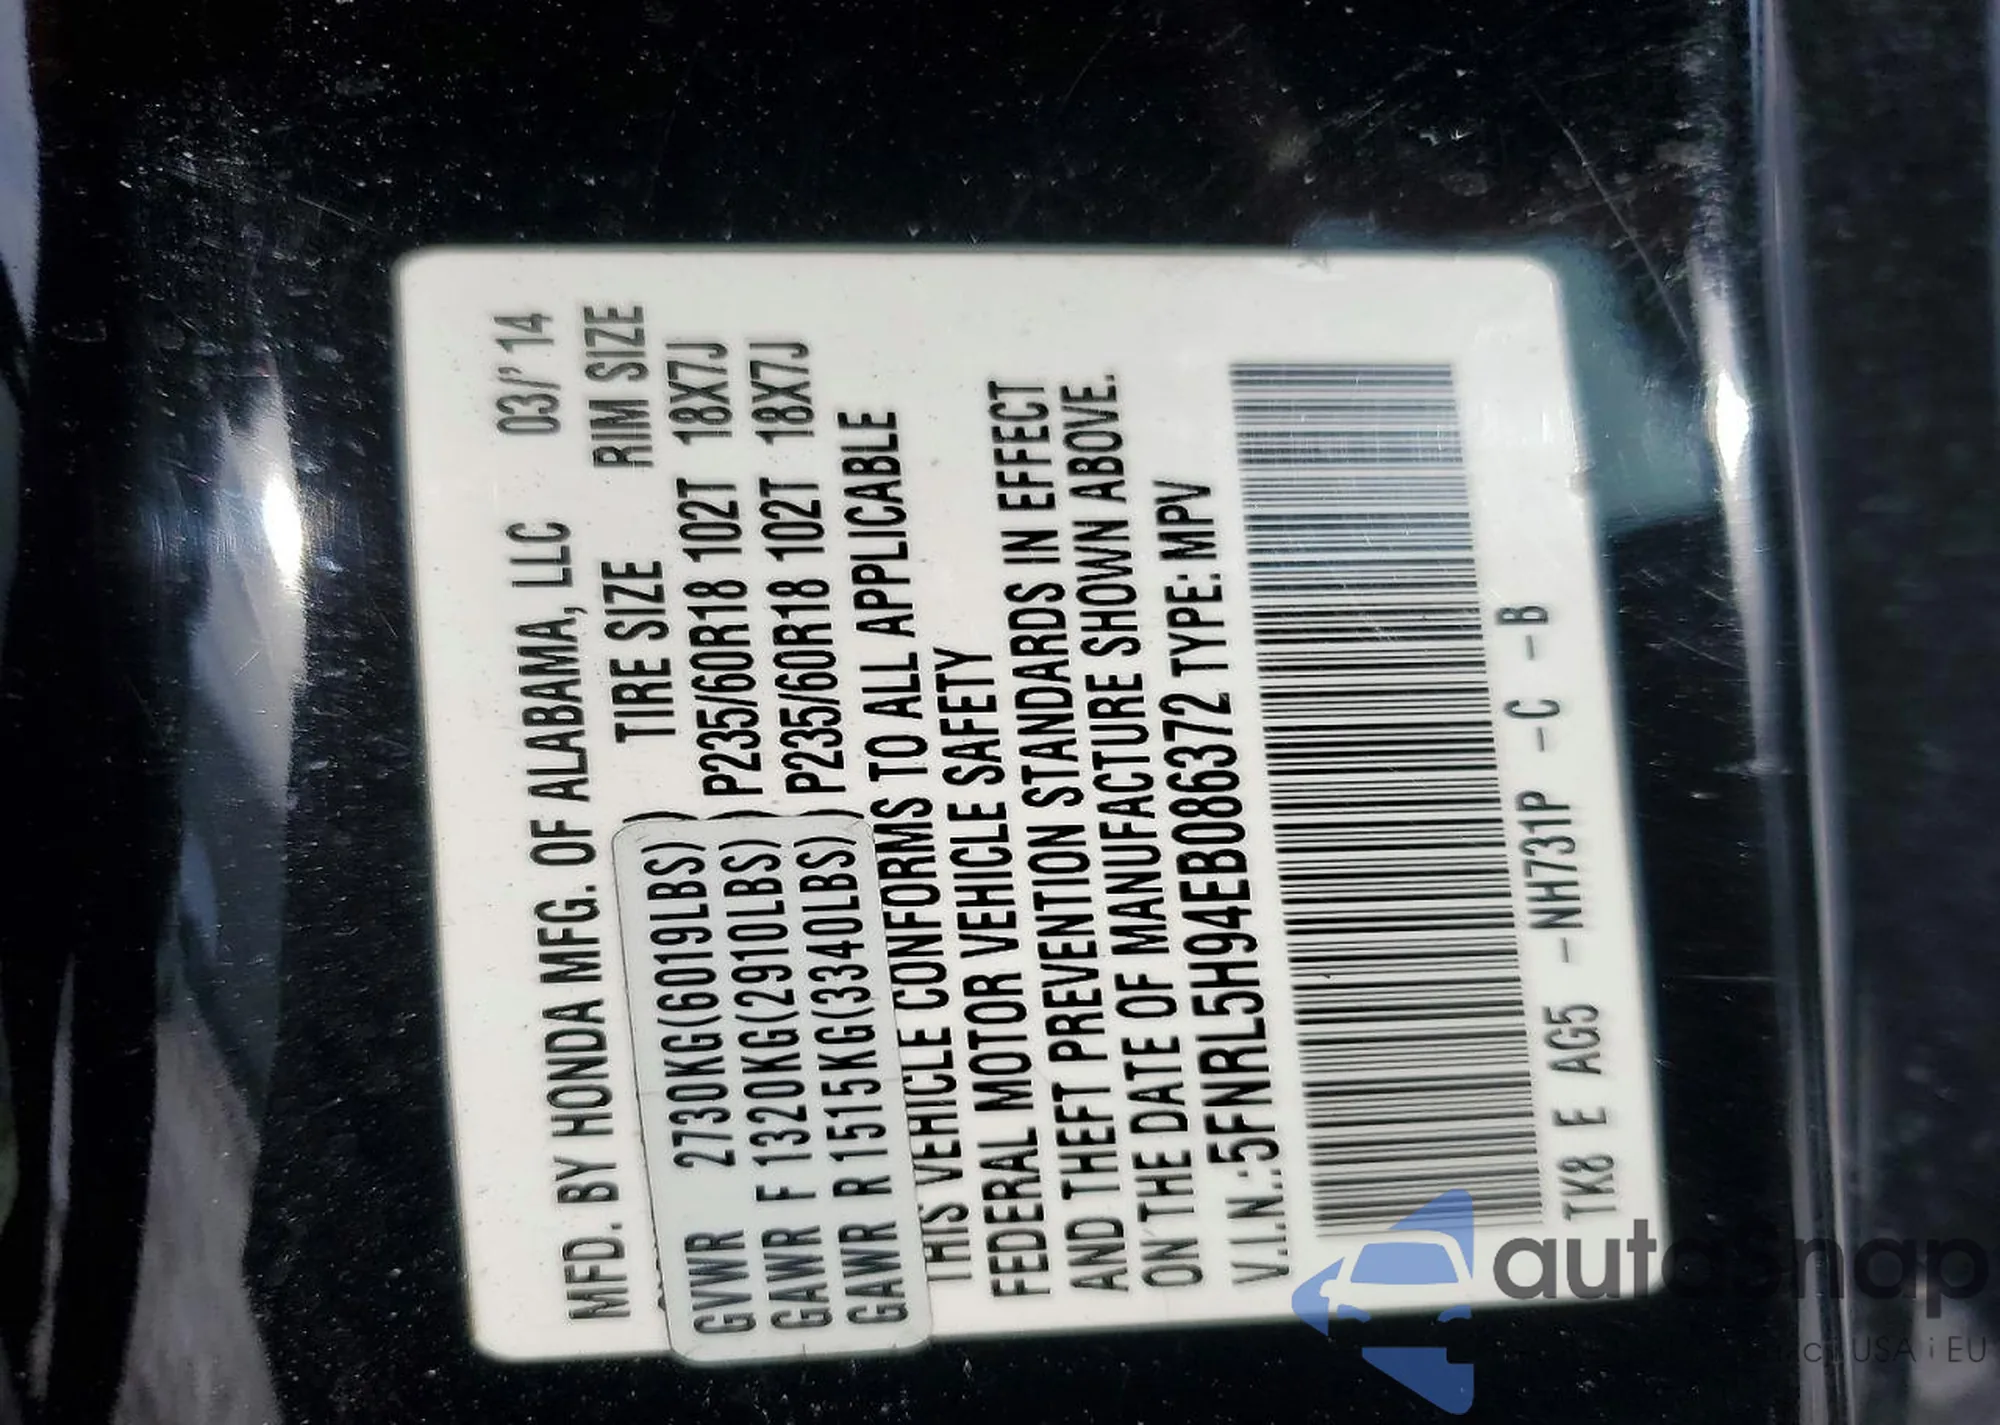 MFD. BY HONDA MFG. OF ALABAMA, LLC 03/'14
TIRE SIZE RIM SIZE
GVWR 2730KG(6019LBS) )
GAWR F 1320KG(2910LBS) ) P235/60R18 102T 18X7J
GAWR R 1515KG(3340LBS) ) P235/60R18 102T 18X7J
THIS VEHICLE CONFORMS TO ALL APPLICABLE
FEDERAL MOTOR VEHICLE SAFETY
AND THEFT PREVENTION STANDARDS IN EFFECT
ON THE DATE OF MANUFACTURE SHOWN ABOVE.
V.I.N.:5FNRL5H94EB086372 TYPE: MPV
TK8 E AG5 -NH731P -C -B
autosnap
USA i EU